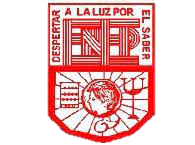 DESPERTAR A LA LUZ POR EL SABER
ENP